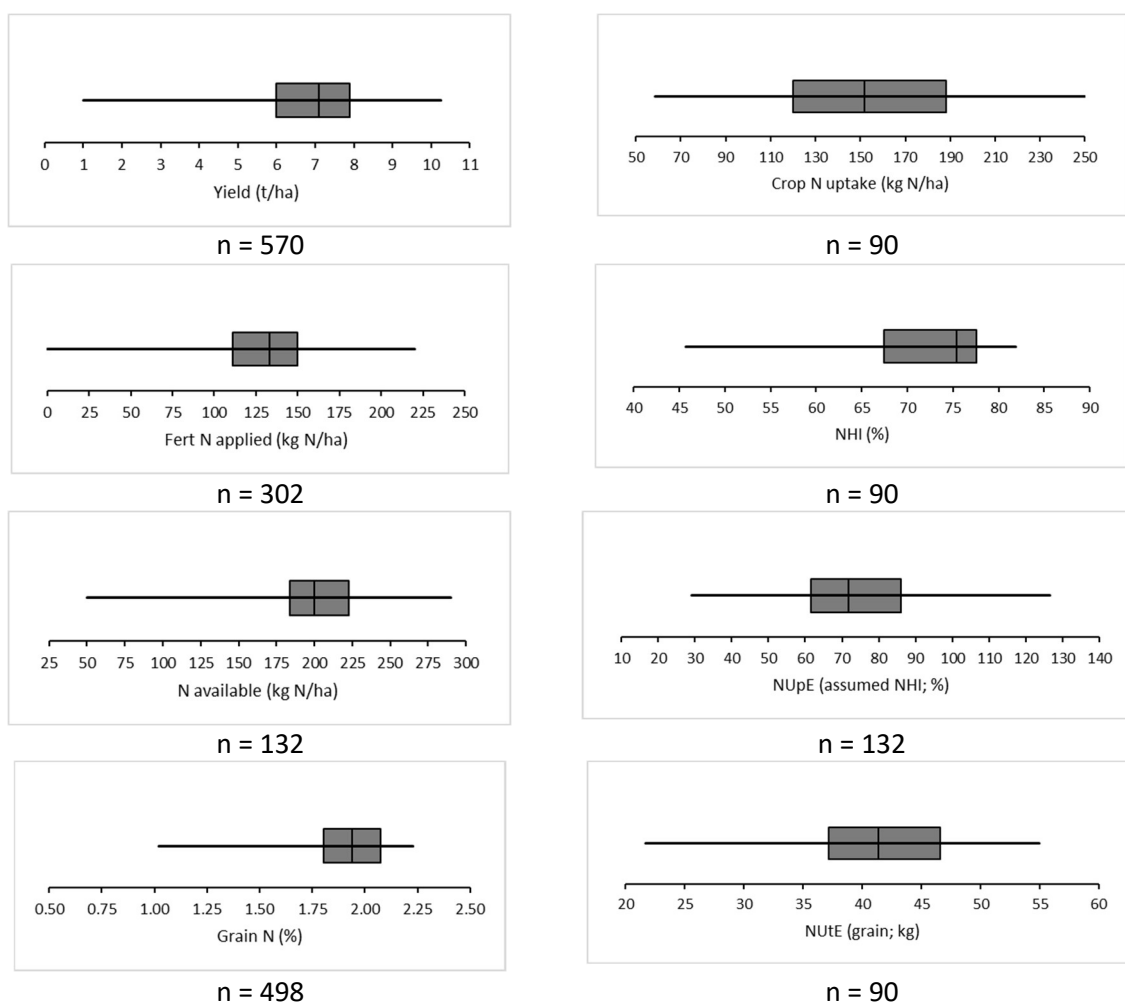 0 1 2 3 4 5 6 7 8 9 10 11
Yield (t/ha)
n = 570
50 70 90 110 130 150 170 190 210 230 250
Crop N uptake (kg N/ha)
n = 90
0 25 50 75 100 125 150 175 200 225 250
Fert N applied (kg N/ha)
n = 302
40 45 50 55 60 65 70 75 80 85 90
NHI (%)
n = 90
25 50 75 100 125 150 175 200 225 250 275 300
N available (kg N/ha)
n = 132
10 20 30 40 50 60 70 80 90 100 110 120 130 140
NUpE (assumed NHI; %)
n = 132
0.50 0.75 1.00 1.25 1.50 1.75 2.00 2.25 2.50
Grain N (%)
n = 498
20 25 30 35 40 45 50 55 60
NUtE (grain; kg)
n = 90